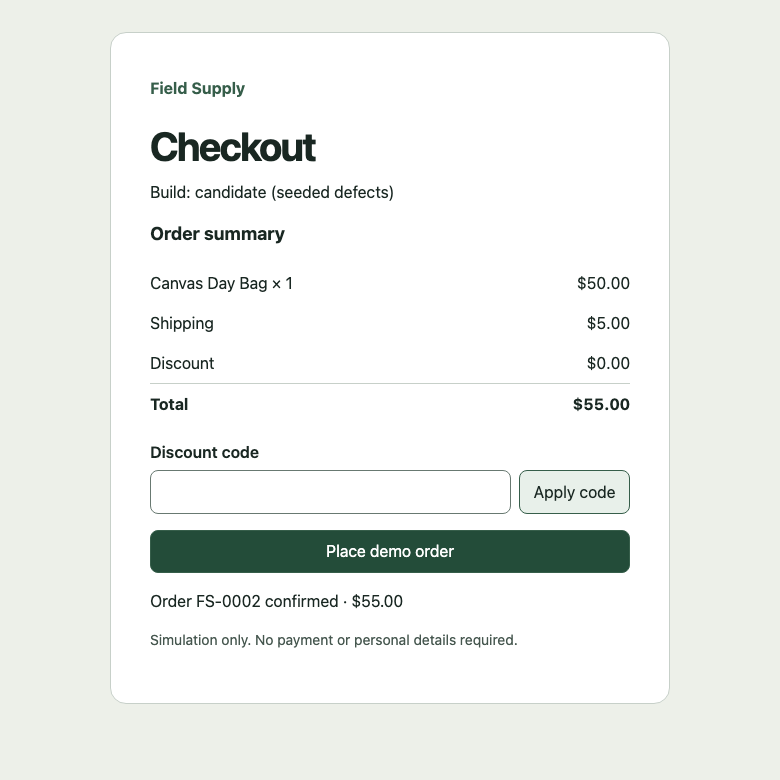 Field Supply
Checkout
Build: candidate (seeded defects)
Order summary
Canvas Day Bag × 1 $50.00
Shipping $5.00
Discount $0.00
Total $55.00
Discount code
Apply code
Place demo order
Order FS-0002 confirmed · $55.00
Simulation only. No payment or personal details required.